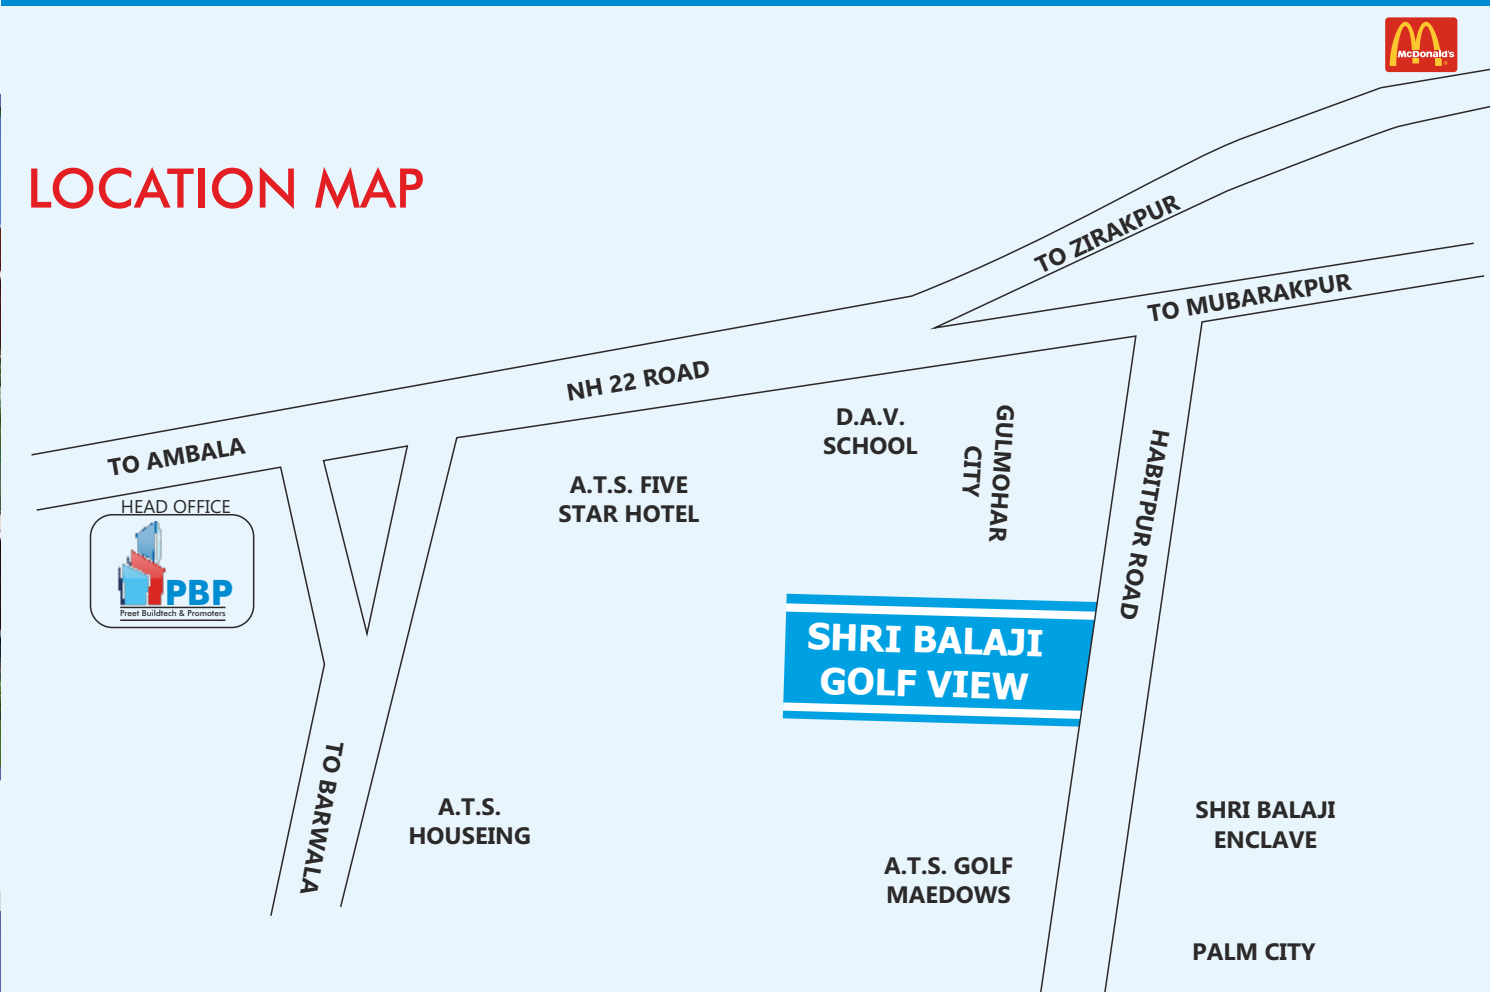 McDonald's
LOCATION MAP
TO ZIRAKPUR
TO MUBARAKPUR
NH 22 ROAD
TO AMBALA
HEAD OFFICE
PBP
Preet Buildtech & Promoters
A.T.S. FIVE
STAR HOTEL
D.A.V.
SCHOOL
GULMOHAR
CITY
HABITPUR ROAD
SHRI BALAJI
GOLF VIEW
TO BARWALA
A.T.S.
HOUSEING
A.T.S. GOLF
MAEDOWS
SHRI BALAJI
ENCLAVE
PALM CITY